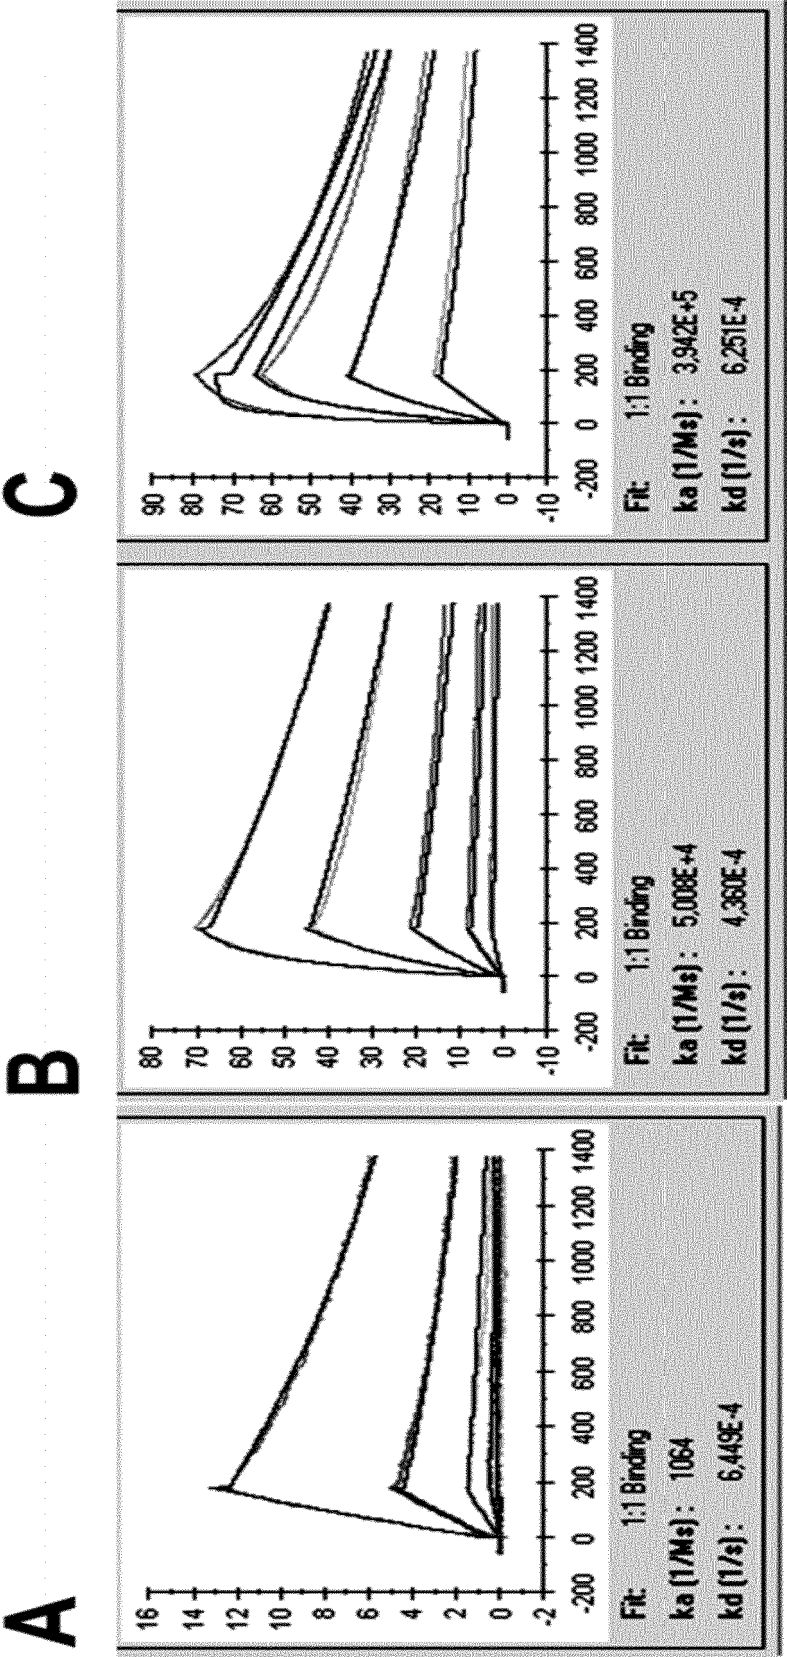 A
16
14
12
10
8
6
4
2
0
-2
-200 0 200 400 600 800 1000 1200 1400
Fit: 1:1 Binding
ka (1/Ms) : 1064
kd (1/s) : 6,449E-4
B
80
70
60
50
40
30
20
10
0
-10
-200 0 200 400 600 800 1000 1200 1400
Fit: 1:1 Binding
ka (1/Ms) : 5,008E+4
kd (1/s) : 4,360E-4
C
90
80
70
60
50
40
30
20
10
0
-10
-200 0 200 400 600 800 1000 1200 1400
Fit: 1:1 Binding
ka (1/Ms) : 3,942E+5
kd (1/s) : 6,251E-4